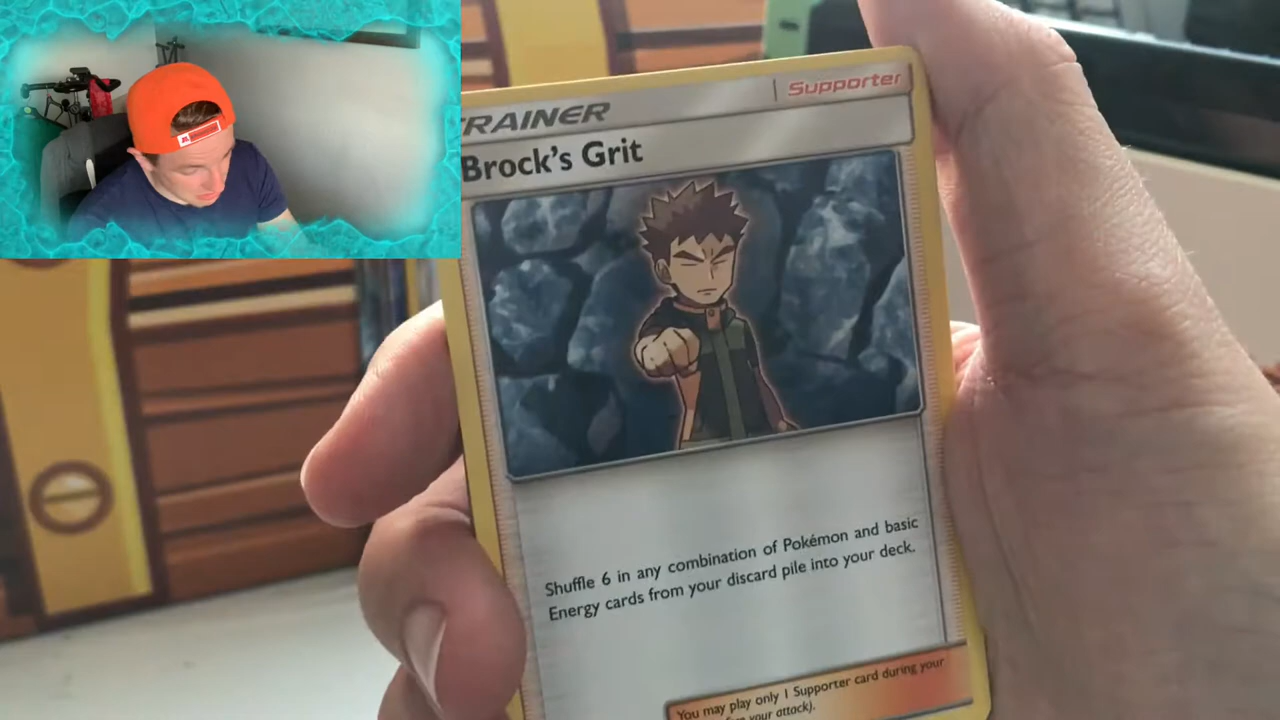 Supporter
TRAINER
Brock's Grit
Shuffle 6 in any combination of Pokémon and basic
Energy cards from your discard pile into your deck.
You may play only 1 Supporter card during your
your attack).